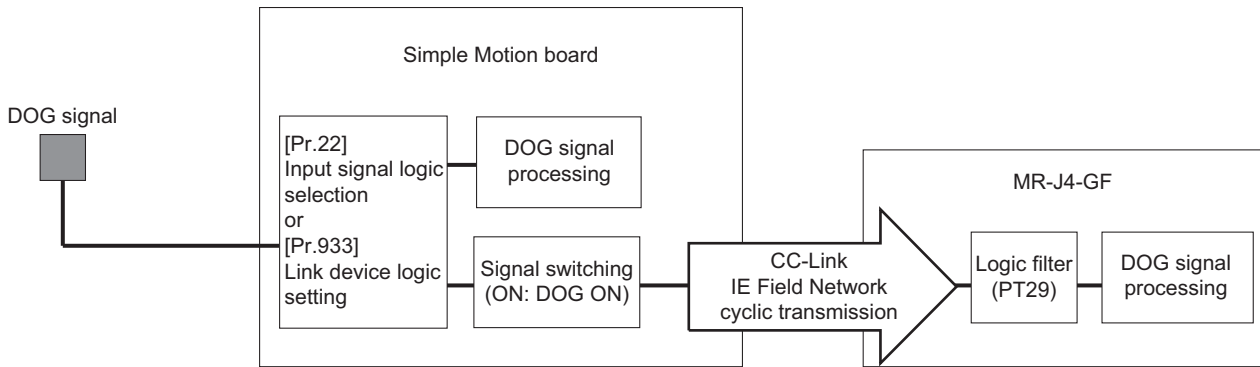 Simple Motion board
DOG signal
[Pr.22]
Input signal logic
selection
or
[Pr.933]
Link device logic
setting
DOG signal
processing
Signal switching
(ON: DOG ON)
CC-Link
IE Field Network
cyclic transmission
MR-J4-GF
Logic filter
(PT29)
DOG signal
processing